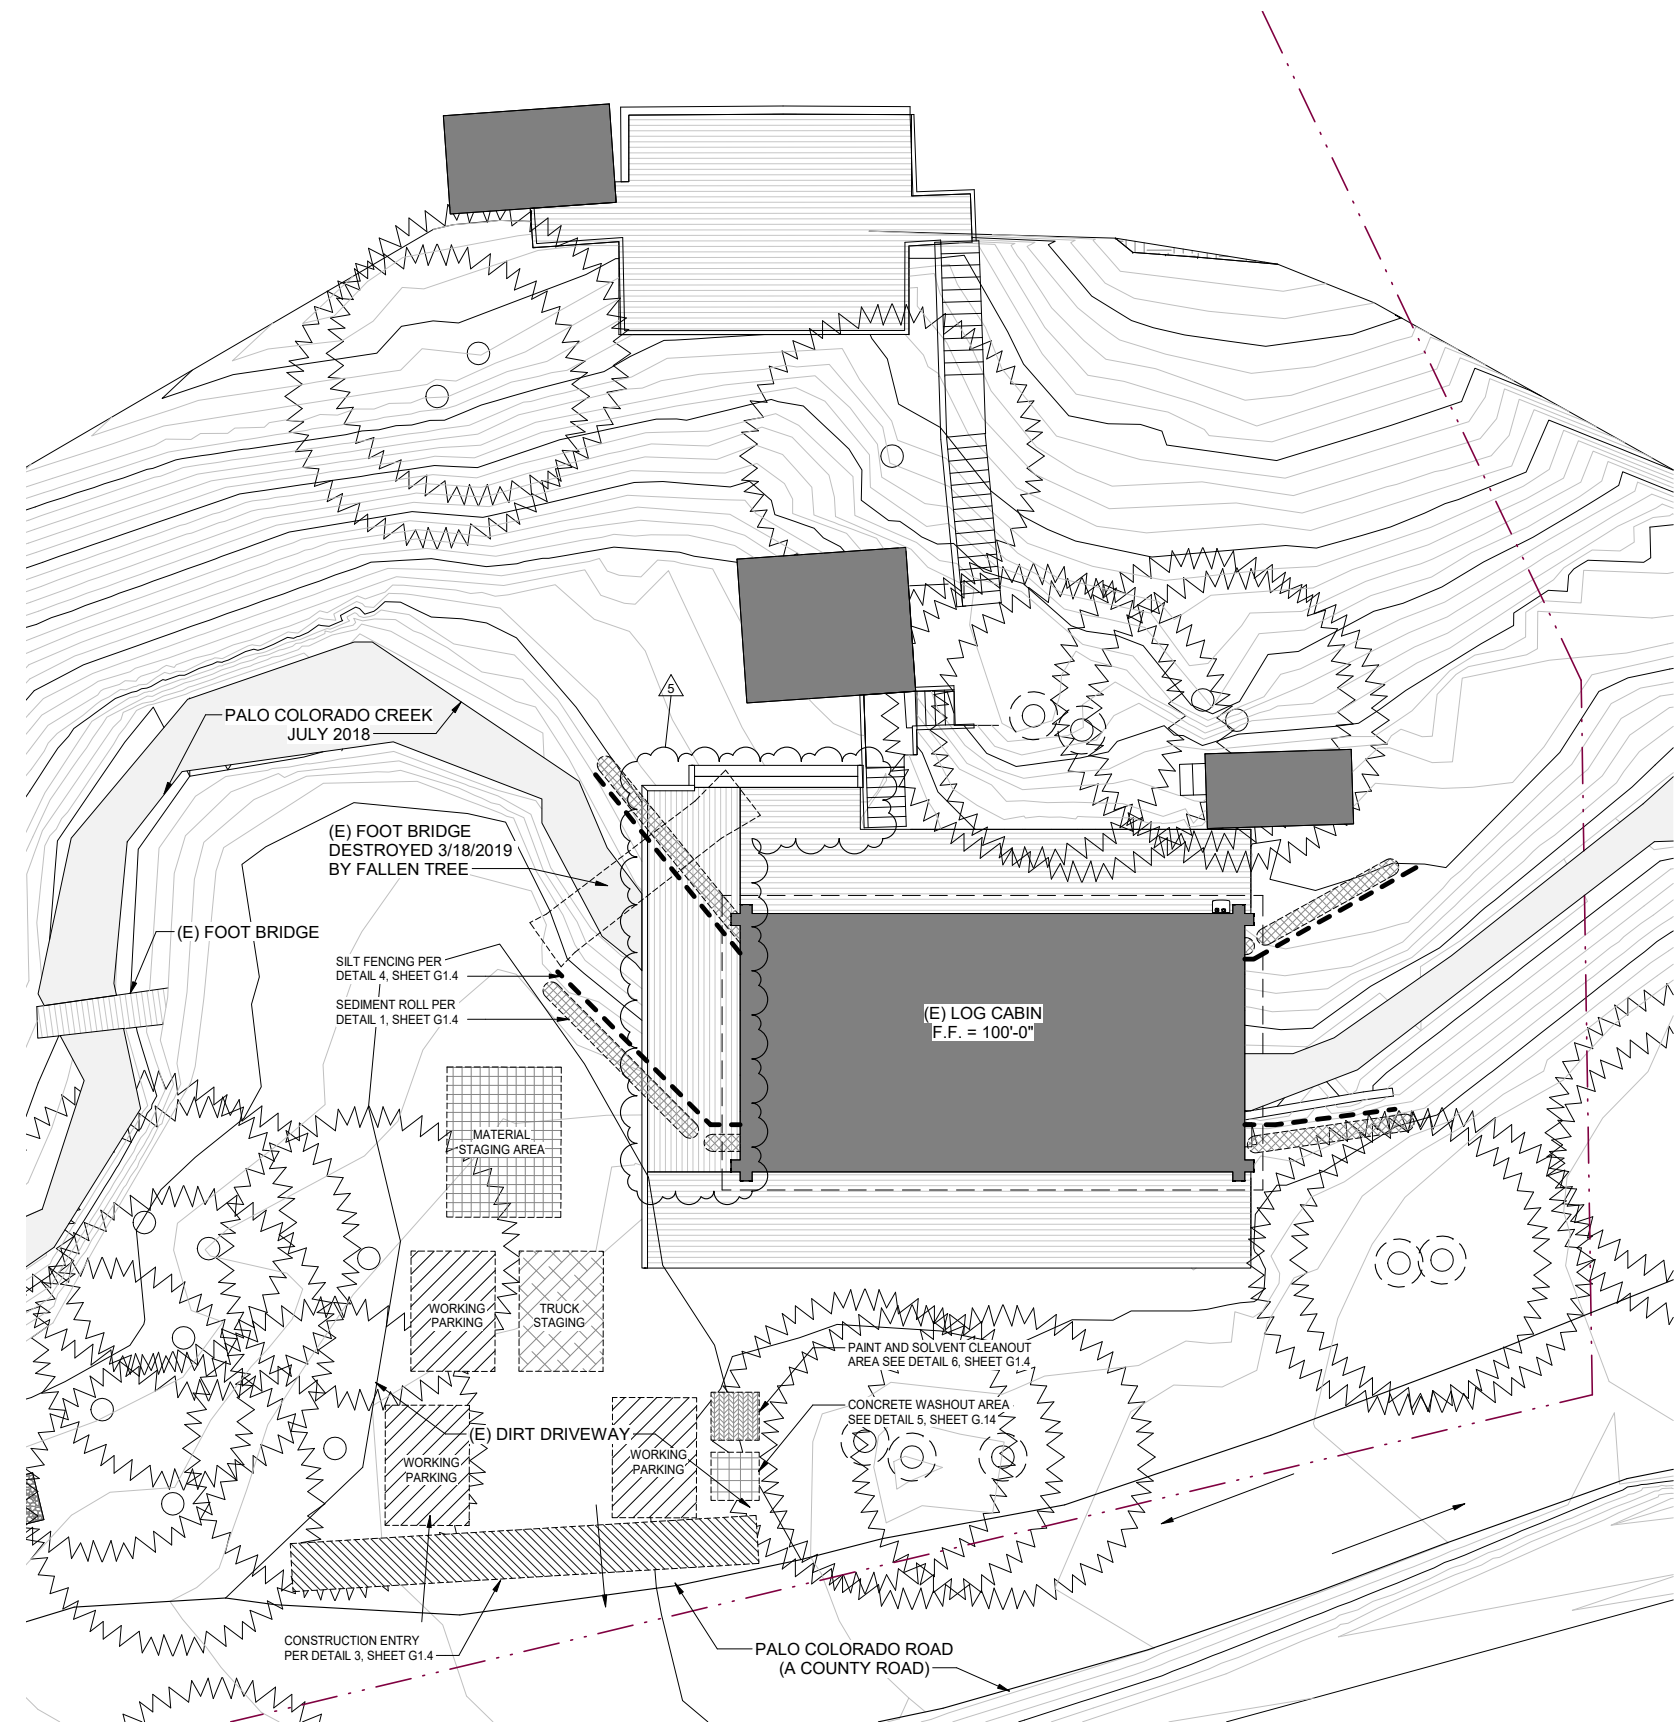 5
PALO COLORADO CREEK
JULY 2018
(E) FOOT BRIDGE
DESTROYED 3/18/2019
BY FALLEN TREE
(E) FOOT BRIDGE
SILT FENCING PER
DETAIL 4, SHEET G1.4
SEDIMENT ROLL PER
DETAIL 1, SHEET G1.4
(E) LOG CABIN
F.F. = 100'-0"
MATERIAL
STAGING AREA
WORKING
PARKING
TRUCK
STAGING
PAINT AND SOLVENT CLEANOUT
AREA SEE DETAIL 6, SHEET G1.4
CONCRETE WASHOUT AREA
SEE DETAIL 5, SHEET G.14
(E) DIRT DRIVEWAY
WORKING
PARKING
WORKING
PARKING
CONSTRUCTION ENTRY
PER DETAIL 3, SHEET G1.4
PALO COLORADO ROAD
(A COUNTY ROAD)